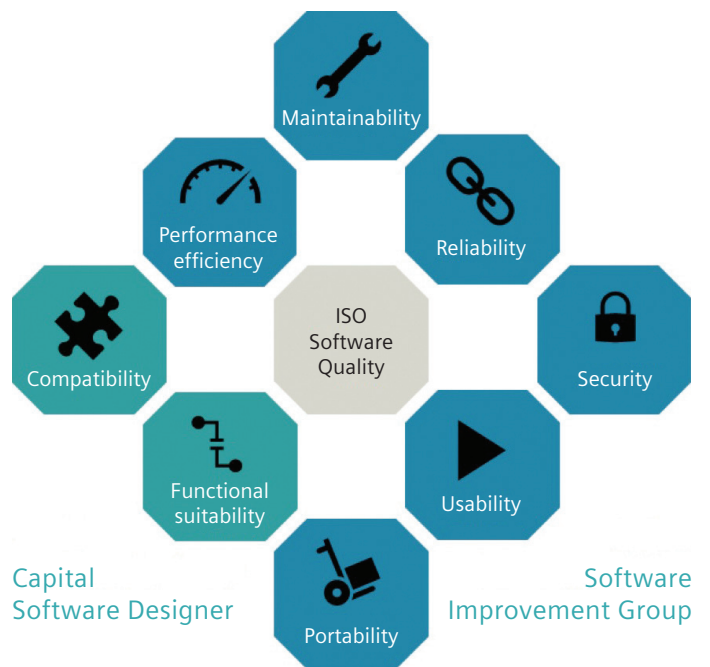 Maintainability
Performance
efficiency
Reliability
ISO
Software
Quality
Compatibility
Security
Functional
suitability
Usability
Capital
Software Designer
Software
Improvement Group
Portability